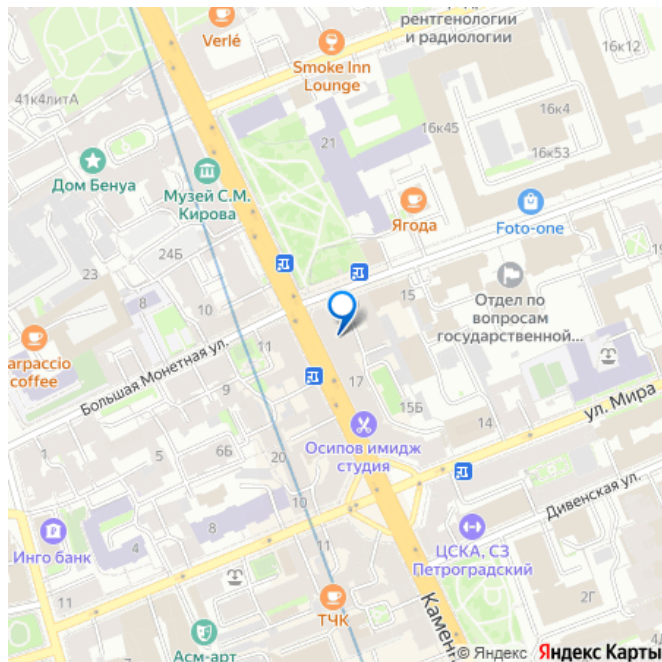 рентгенологии
и радиологии
Verlé
Smoke Inn
Lounge
16к12
41к4литА
16к4
21
16к45
16к53
Дом Бенуа
Музей С.М.
Кирова
Ягода
Foto-one
24Б
23
8
10
15
Отдел по
вопросам
государственной...
19
arpaccio
coffee
Большая Монетная ул.
11
9
17
15Б
14
ул. Мира
Осипов имидж
студия
1
5
6Б
20
10
Дивенская ул.
Инго банк
8
4
11
ЦСКА, СЗ
Петроградский
11
ТЧК
2Г
Каменн
Асм-арт
4Д
© Яндекс Яндекс Карты